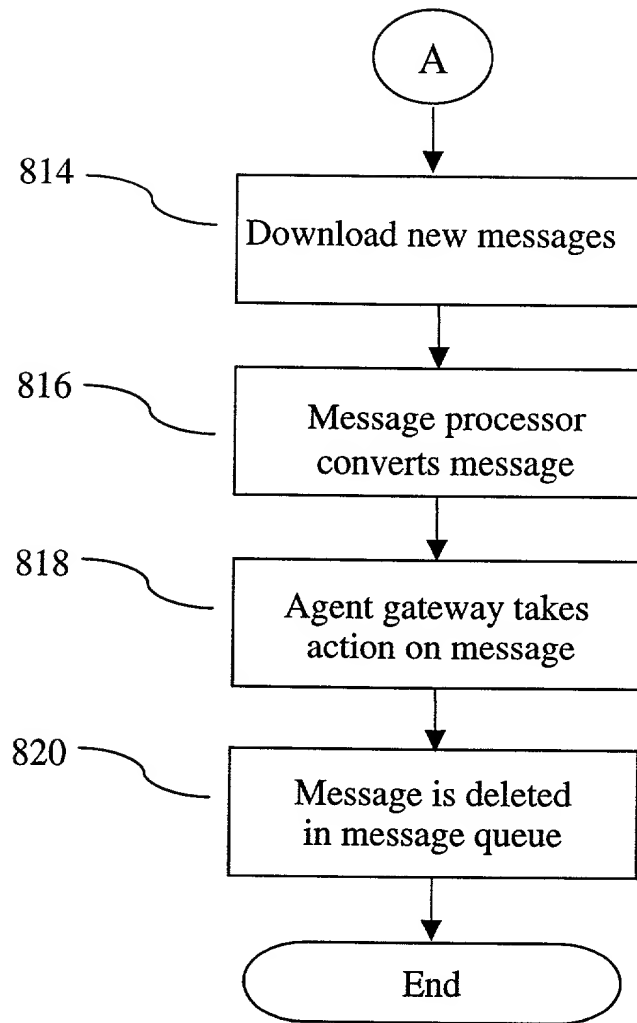 A
814
Download new messages
816
Message processor
converts message
818
Agent gateway takes
action on message
820
Message is deleted
in message queue
End